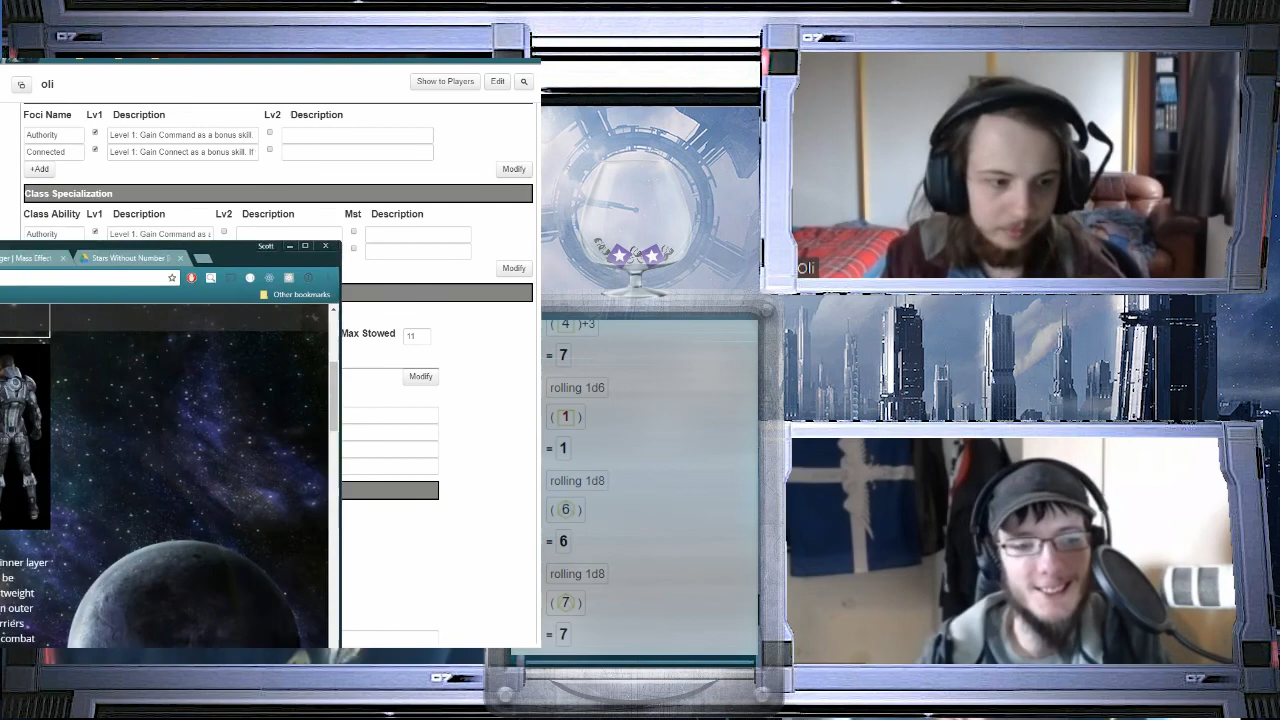 oli
Show to Players Edit
Foci Name Lv1 Description Lv2 Description
Authority Level 1: Gain Command as a bonus skill.
Connected Level 1: Gain Connect as a bonus skill. If
+Add Modify
Class Specialization
Class Ability Lv1 Description Lv2 Description Mst Description
Authority Level 1: Gain Command as a
Scott
ger | Mass Effect Stars Without Number
Modify
Other bookmarks
Max Stowed 11
Modify
inner layer
be
tweight
n outer
rriers
combat
( 4 )+3
= 7
rolling 1d6
( 1 )
= 1
rolling 1d8
( 6 )
= 6
rolling 1d8
( 7 )
= 7
Oli